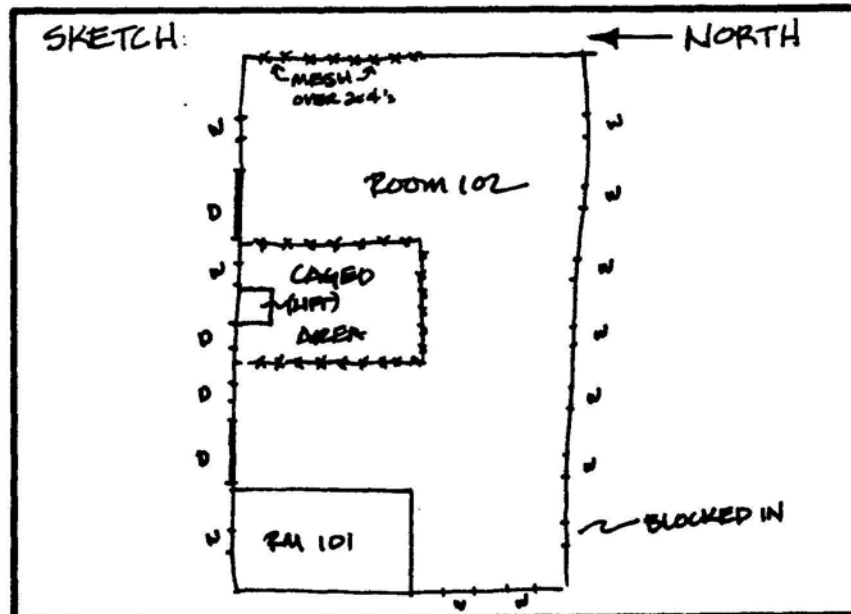 SKETCH:
NORTH
MESH
OVER 2x4's
W
W
D
ROOM 102
W
W
CAGED
W
(LIFT)
D
AREA
W
D
W
D
W
BLOCKED IN
W
RM 101
W
W